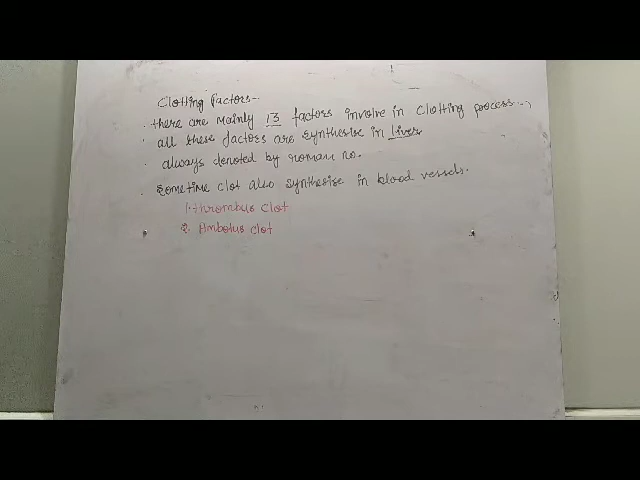 Clotting Factors--
• there are mainly 13 factors involve in clotting process.--,
• all these factors are synthesise in liver
• always denoted by roman no.
• Sometime clot also synthesise in blood vessels.
1. thrombus clot
2. Embolus clot